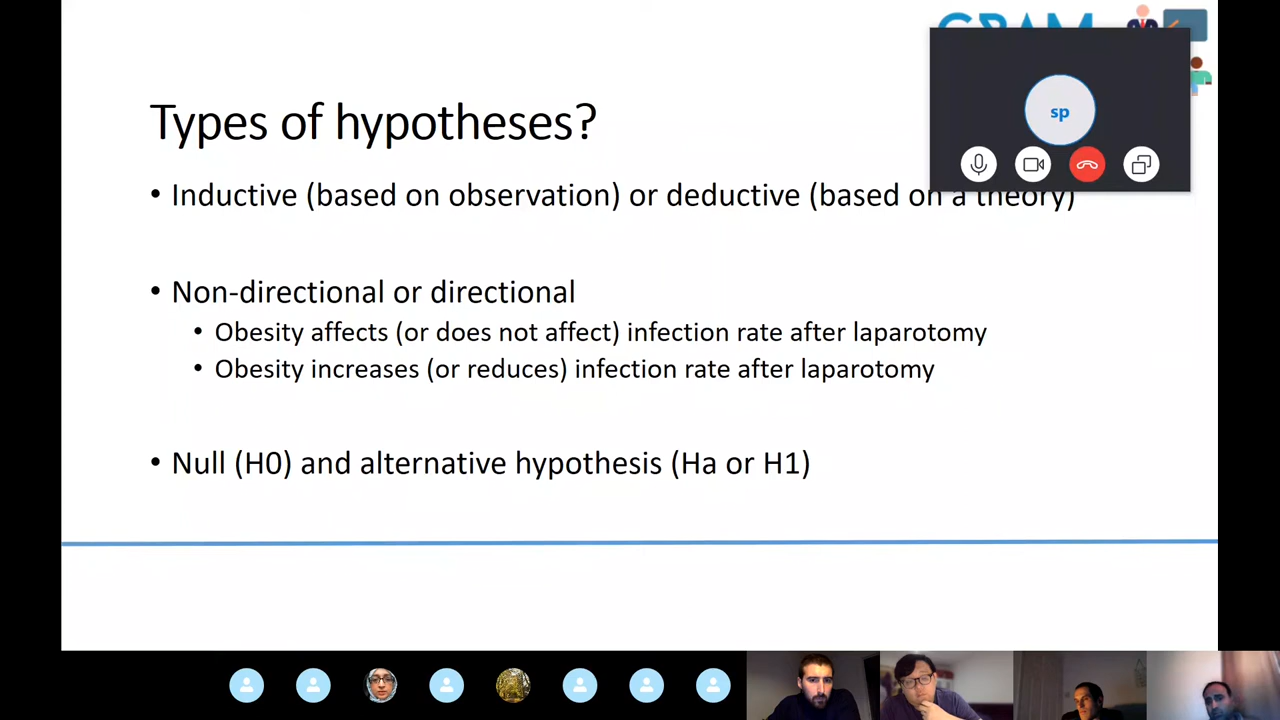 Types of hypotheses?
sp
• Inductive (based on observation) or deductive (based on a theory)
• Non-directional or directional
• Obesity affects (or does not affect) infection rate after laparotomy
• Obesity increases (or reduces) infection rate after laparotomy
• Null (H0) and alternative hypothesis (Ha or H1)